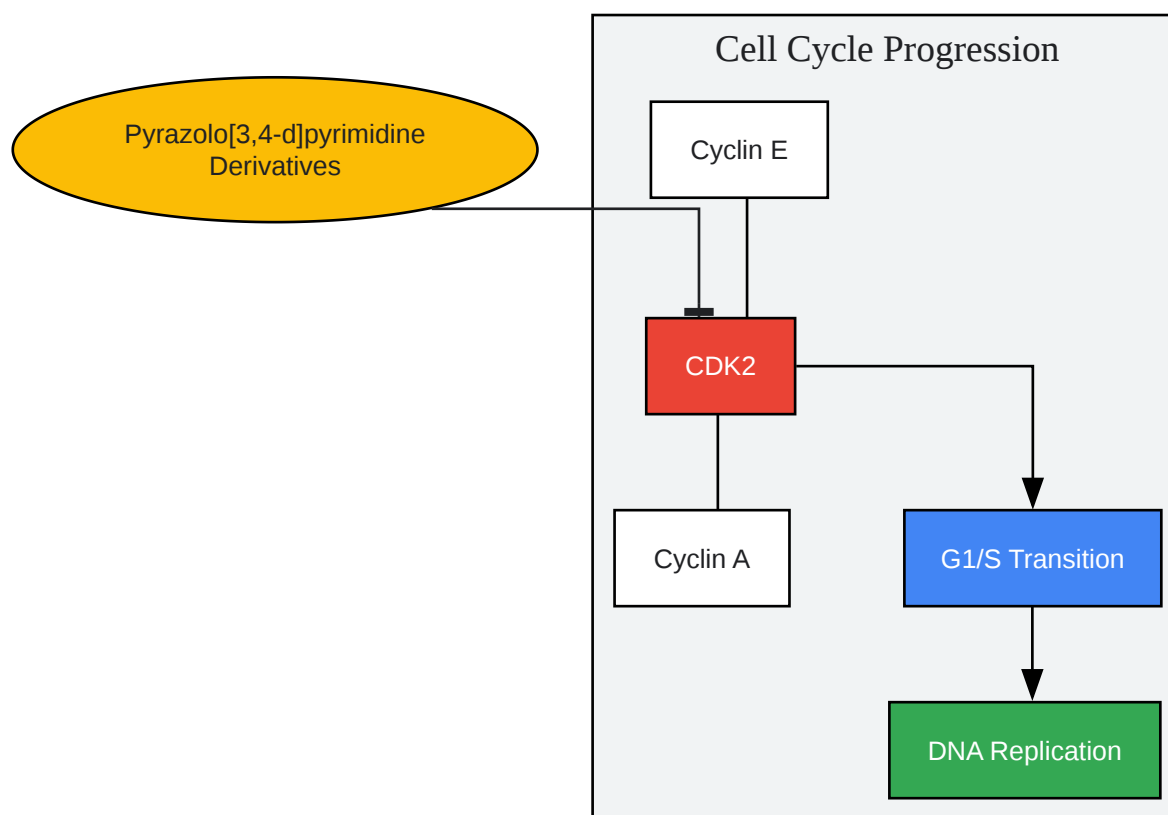 Cell Cycle Progression
Pyrazolo[3,4-d]pyrimidine
Derivatives
Cyclin E
CDK2
Cyclin A
G1/S Transition
DNA Replication